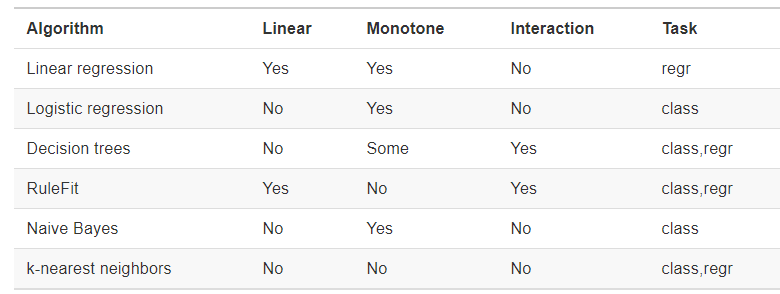 Algorithm Linear Monotone Interaction Task
Linear regression Yes Yes No regr
Logistic regression No Yes No class
Decision trees No Some Yes class,regr
RuleFit Yes No Yes class,regr
Naive Bayes No Yes No class
k-nearest neighbors No No No class,regr